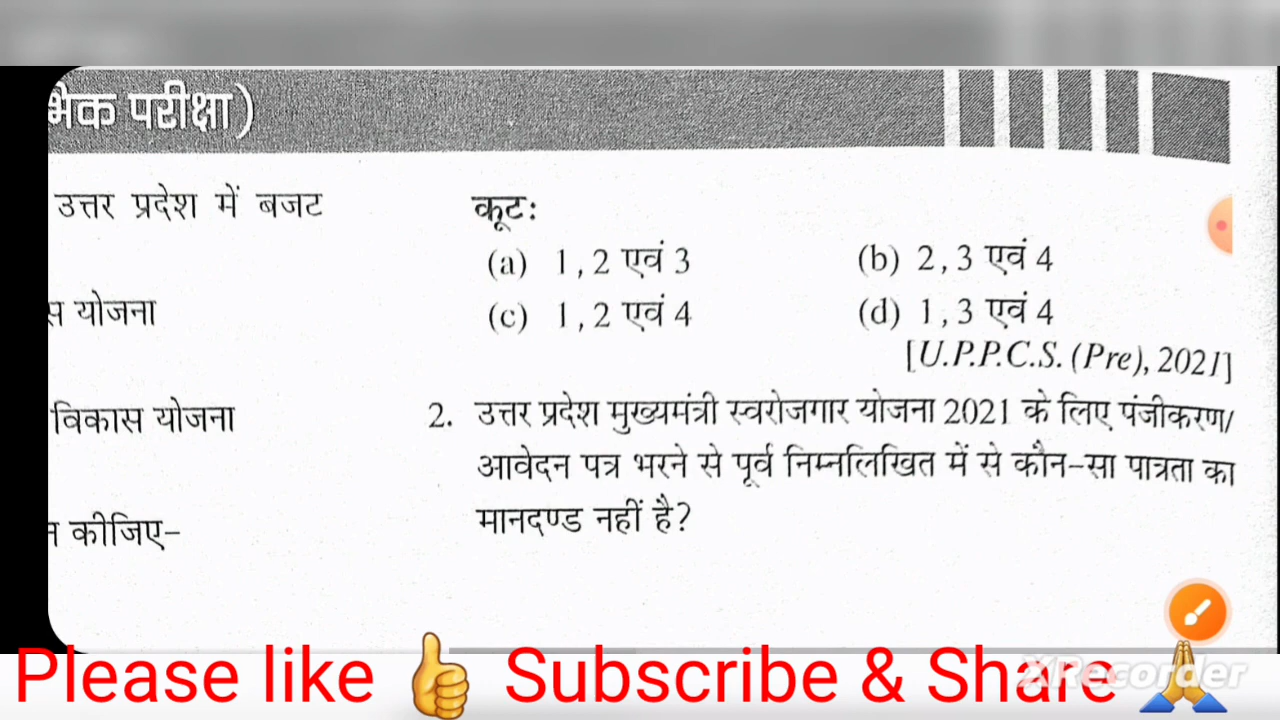 भिक परीक्षा)
उत्तर प्रदेश में बजट
स योजना
विकास योजना
कीजिए-
कूटः
(a) 1, 2 एवं 3 (b) 2, 3 एवं 4
(c) 1, 2 एवं 4 (d) 1, 3 एवं 4
[U.P.P.C.S. (Pre), 2021]
2. उत्तर प्रदेश मुख्यमंत्री स्वरोजगार योजना 2021 के लिए पंजीकरण/
आवेदन पत्र भरने से पूर्व निम्नलिखित में से कौन-सा पात्रता का
मानदण्ड नहीं है?
Please like 👍 Subscribe & Share 🙏
XRecorder